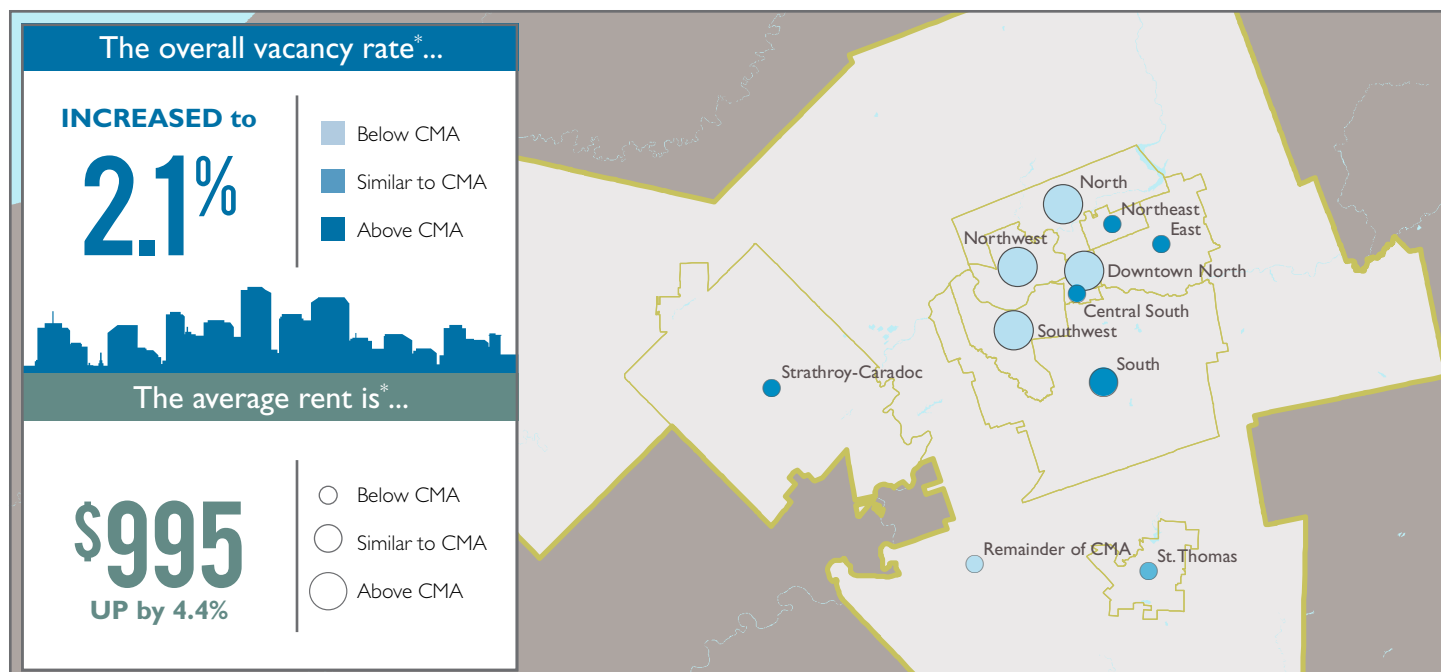 The overall vacancy rate*...
INCREASED to
2.1%
Below CMA
Similar to CMA
Above CMA
The average rent is*...
$995
UP by 4.4%
Below CMA
Similar to CMA
Above CMA
North
Northeast
East
Northwest
Downtown North
Central South
Southwest
South
Strathroy-Caradoc
Remainder of CMA
St. Thomas